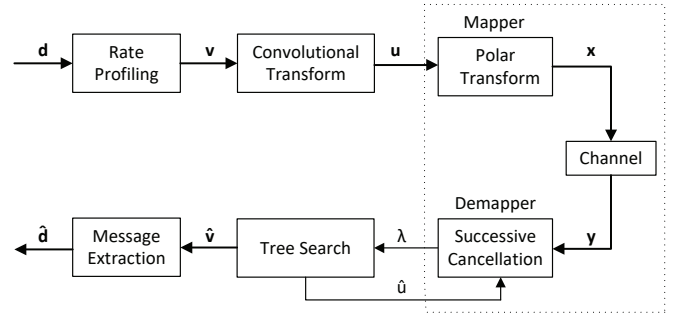 Mapper
d
Rate
Profiling
v
Convolutional
Transform
u
Polar
Transform
x
Channel
Demapper
d̂
Message
Extraction
v̂
Tree Search
λ
û
Successive
Cancellation
y